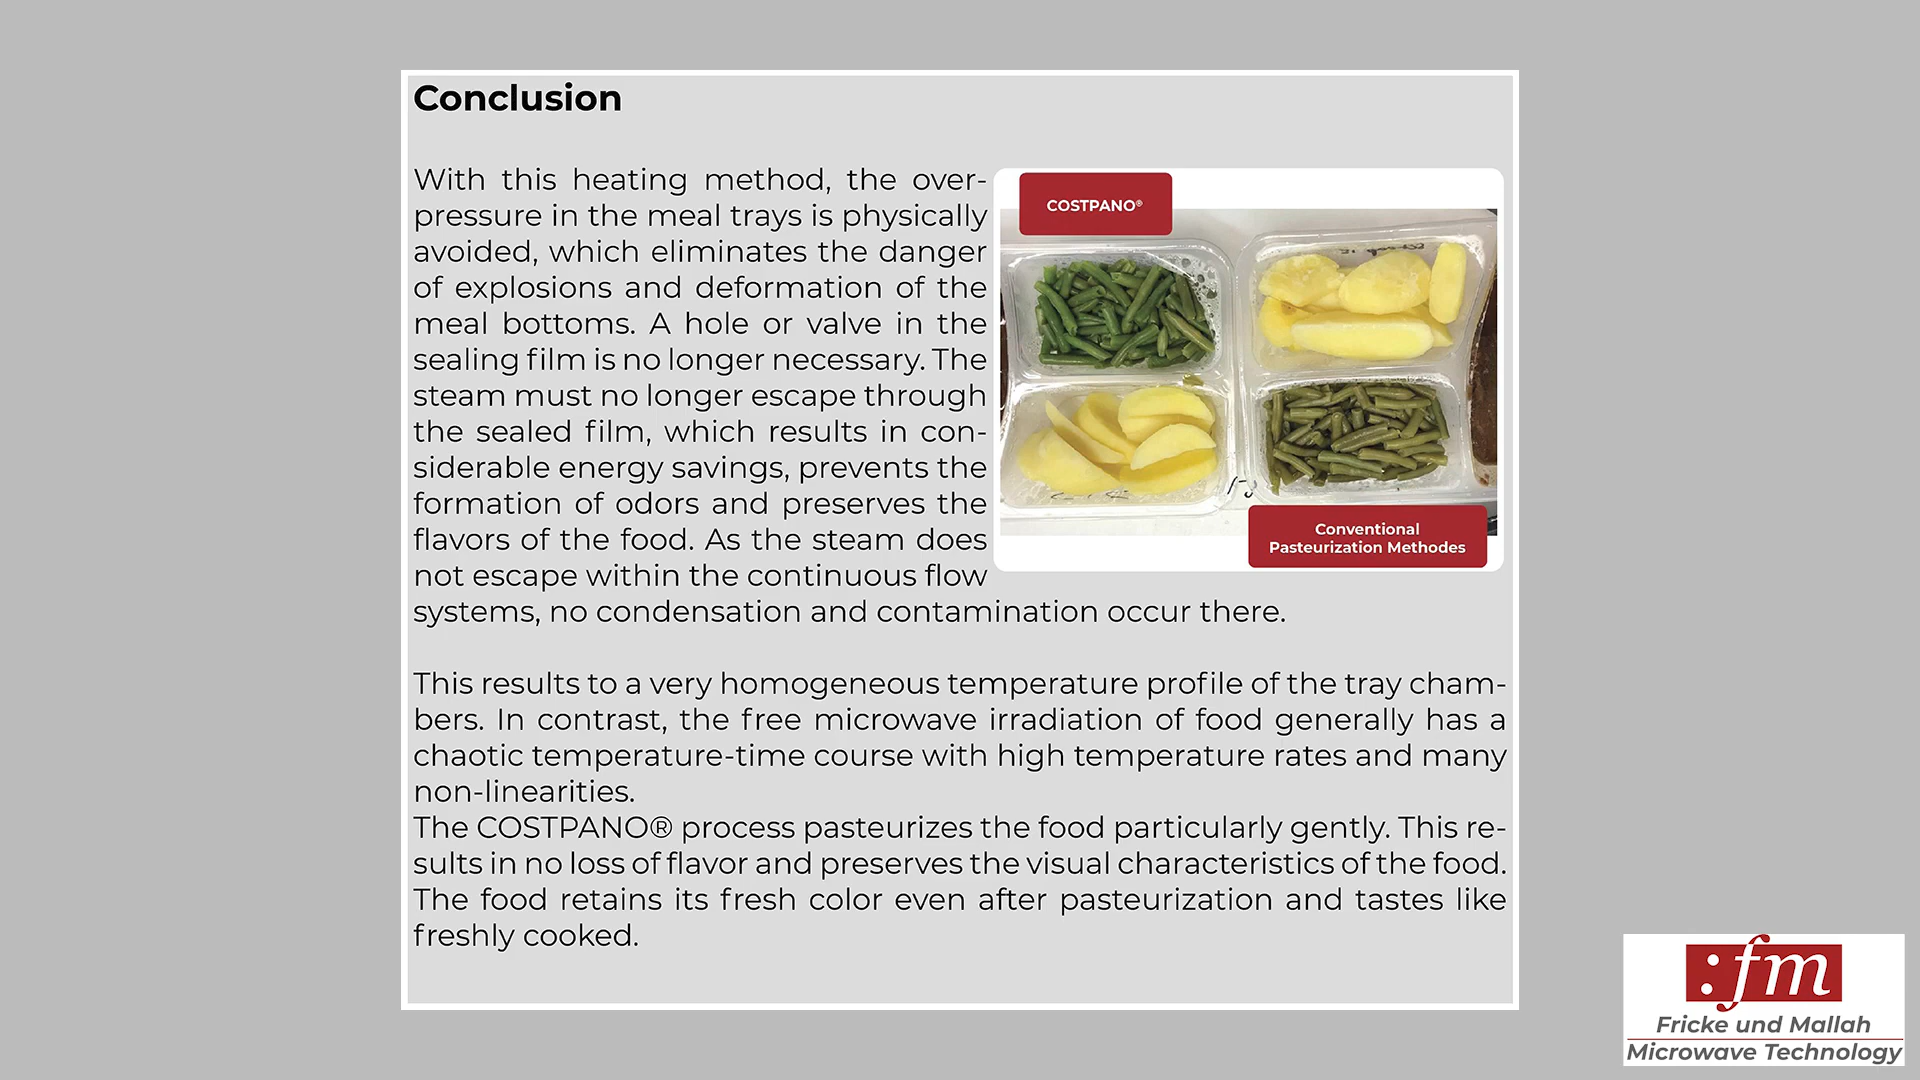 Conclusion
With this heating method, the over-
pressure in the meal trays is physically
avoided, which eliminates the danger
of explosions and deformation of the
meal bottoms. A hole or valve in the
sealing film is no longer necessary. The
steam must no longer escape through
the sealed film, which results in con-
siderable energy savings, prevents the
formation of odors and preserves the
flavors of the food. As the steam does
not escape within the continuous flow
systems, no condensation and contamination occur there.
COSTPANO®
Conventional
Pasteurization Methodes
This results to a very homogeneous temperature profile of the tray cham-
bers. In contrast, the free microwave irradiation of food generally has a
chaotic temperature-time course with high temperature rates and many
non-linearities.
The COSTPANO® process pasteurizes the food particularly gently. This re-
sults in no loss of flavor and preserves the visual characteristics of the food.
The food retains its fresh color even after pasteurization and tastes like
freshly cooked.
:fm
Fricke und Mallah
Microwave Technology